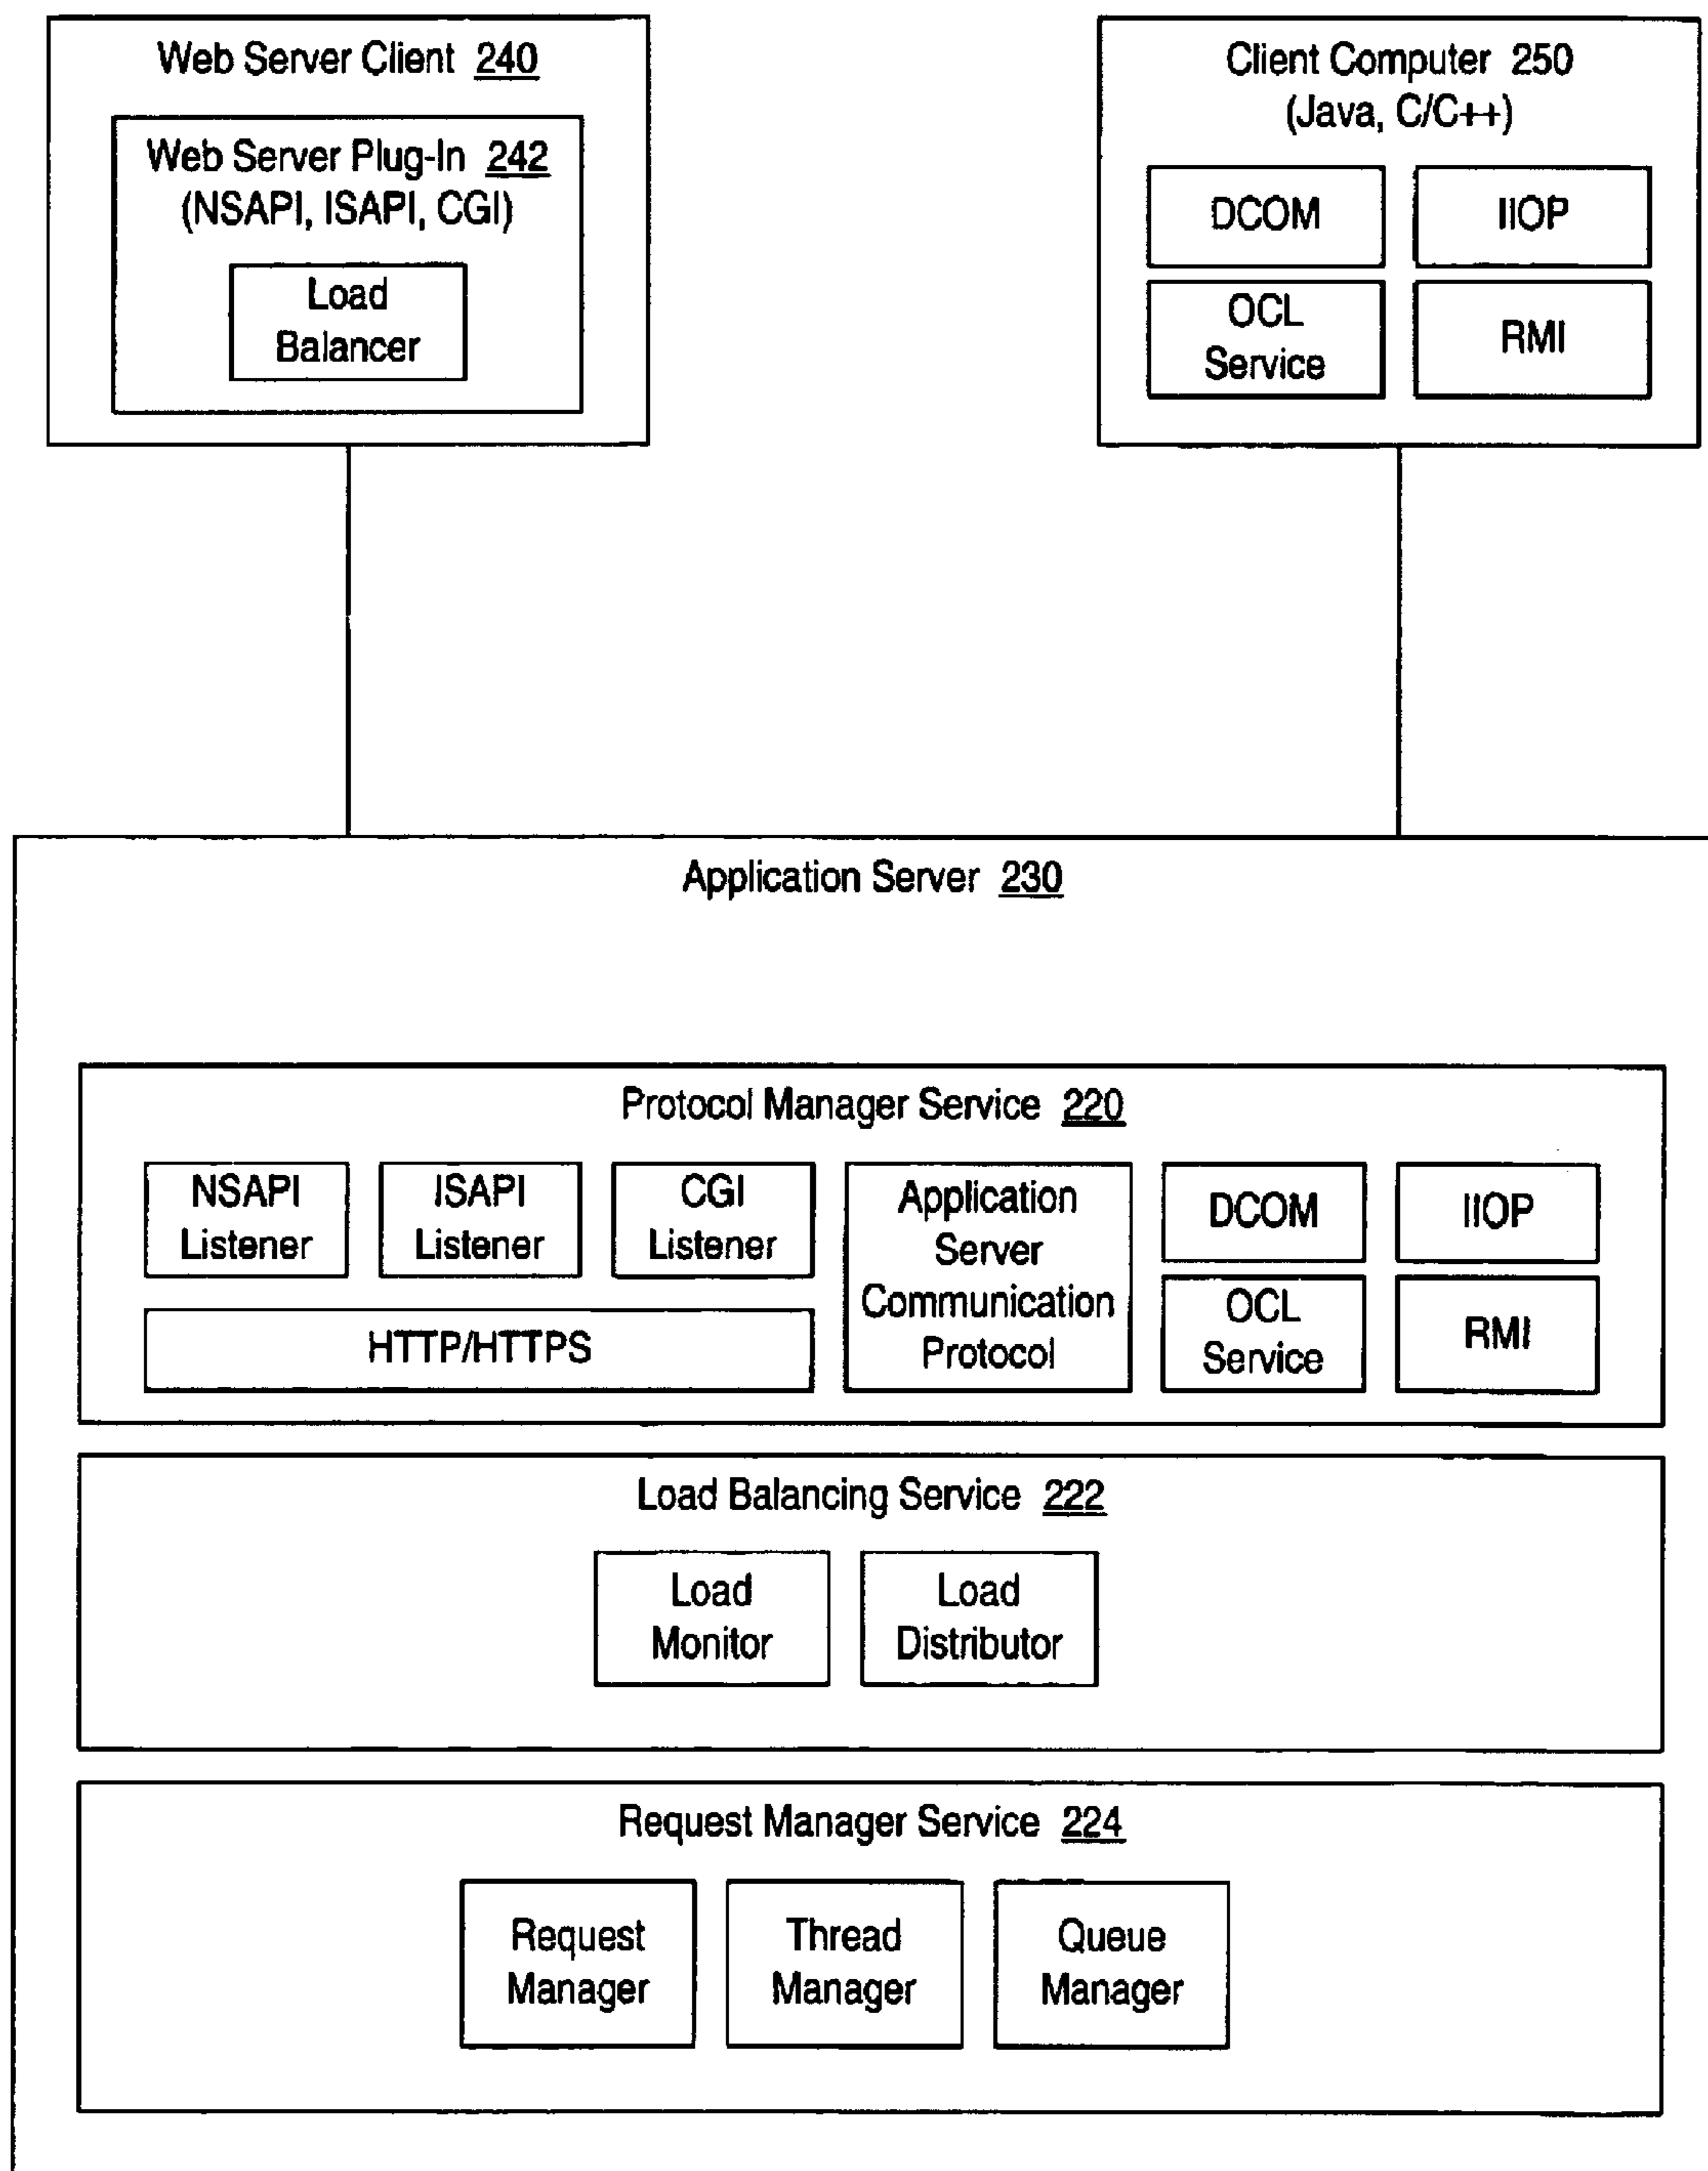 Web Server Client 240
Web Server Plug-In 242
(NSAPI, ISAPI, CGI)
Load
Balancer
Client Computer 250
(Java, C/C++)
DCOM
IIOP
OCL
Service
RMI
Application Server 230
Protocol Manager Service 220
NSAPI
Listener
ISAPI
Listener
CGI
Listener
HTTP/HTTPS
Application
Server
Communication
Protocol
DCOM
IIOP
OCL
Service
RMI
Load Balancing Service 222
Load
Monitor
Load
Distributor
Request Manager Service 224
Request
Manager
Thread
Manager
Queue
Manager